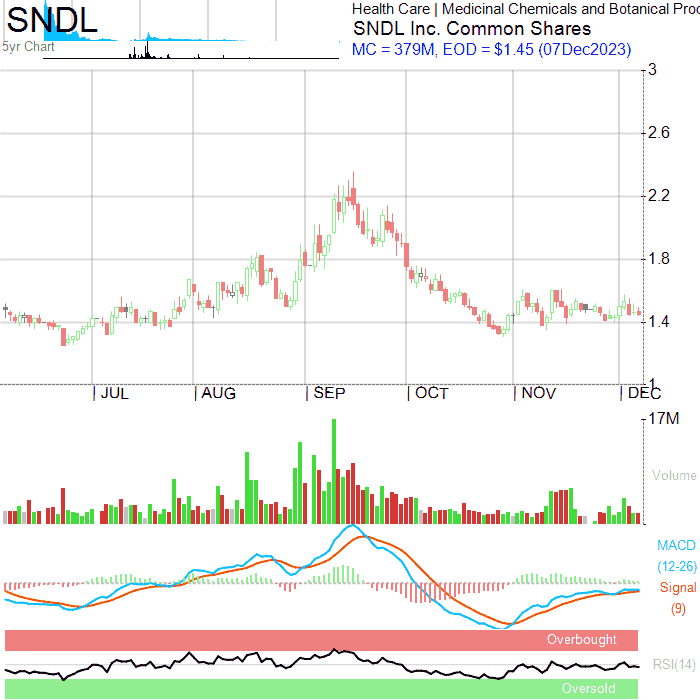 SNDL
5yr Chart
Health Care | Medicinal Chemicals and Botanical Proc
SNDL Inc. Common Shares
MC = 379M, EOD = $1.45 (07Dec2023)
3
2.6
2.2
1.8
1.4
1
JUL AUG SEP OCT NOV DEC
17M
Volume
MACD
(12-26)
Signal
(9)
Overbought
RSI(14)
Oversold